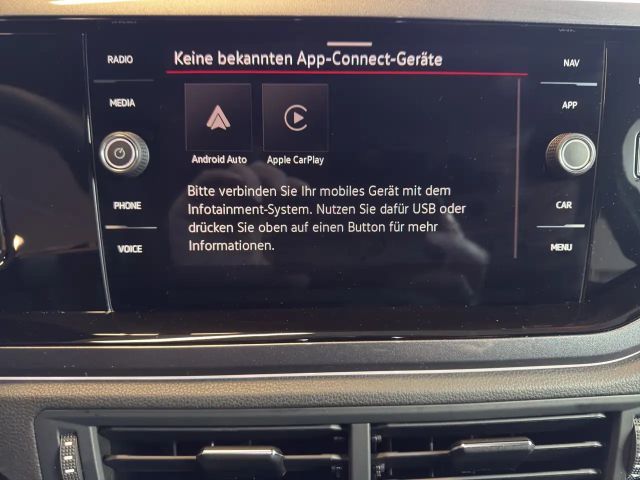 RADIO
MEDIA
PHONE
VOICE
Keine bekannten App-Connect-Geräte
Android Auto
Apple CarPlay
Bitte verbinden Sie Ihr mobiles Gerät mit dem
Infotainment-System. Nutzen Sie dafür USB oder
drücken Sie oben auf einen Button für mehr
Informationen.
NAV
APP
CAR
MENU